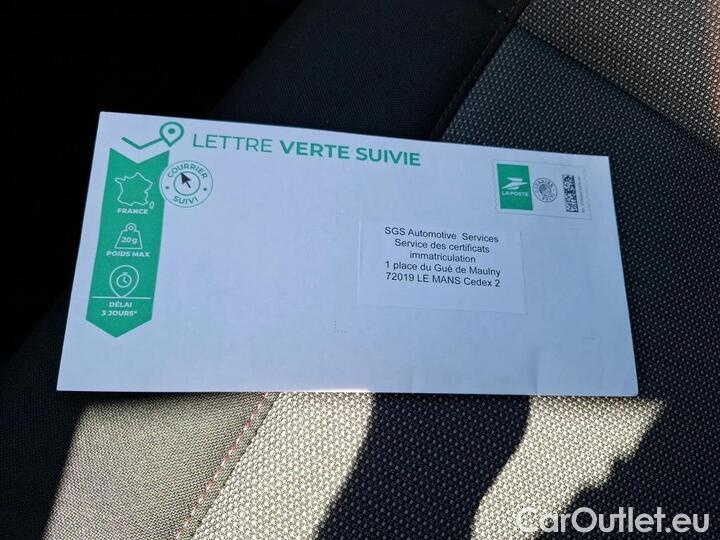 LETTRE VERTE SUIVIE
COURRIER
SUIVI
FRANCE
20g
POIDS MAX
DÉLAI
3 JOURS*
LA POSTE
SGS Automotive Services
Service des certificats
immatriculation
1 place du Gué de Maulny
72019 LE MANS Cedex 2
CarOutlet.eu